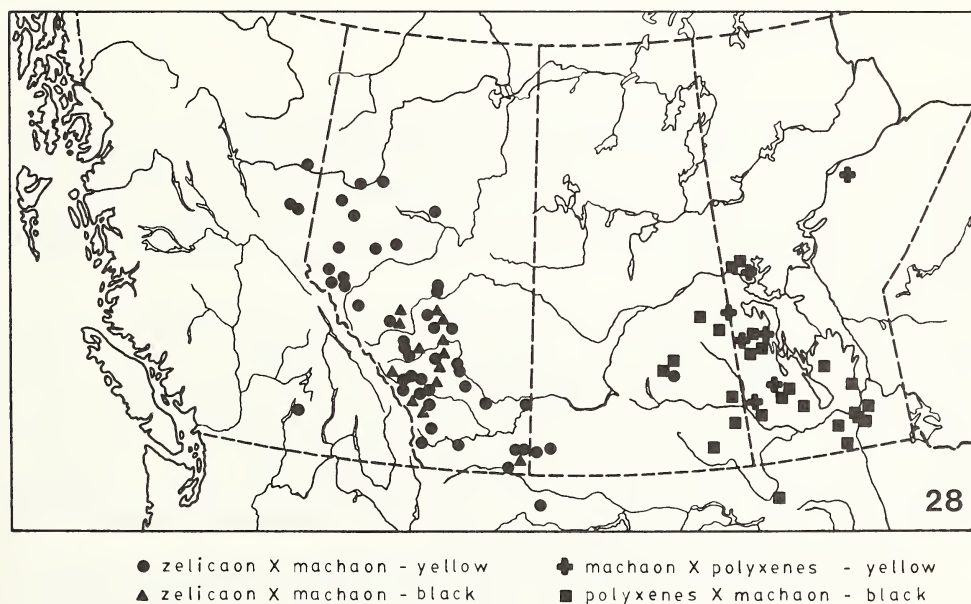 28
zelicaon X machaon - yellow machaon X polyxenes - yellow
zelicaon X machaon - black polyxenes X machaon - black